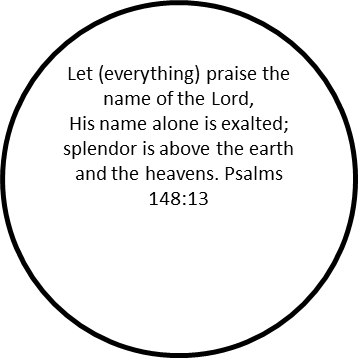 Let (everything) praise the
name of the Lord,
His name alone is exalted;
splendor is above the earth
and the heavens. Psalms
148:13